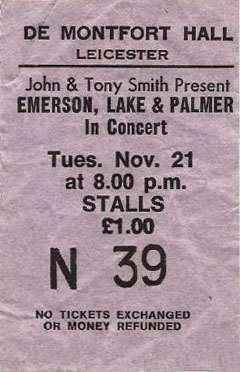 DE MONTFORT HALL
LEICESTER
John & Tony Smith Present
EMERSON, LAKE & PALMER
In Concert
Tues. Nov. 21
at 8.00 p.m.
STALLS
£1.00
N 39
NO TICKETS EXCHANGED
OR MONEY REFUNDED